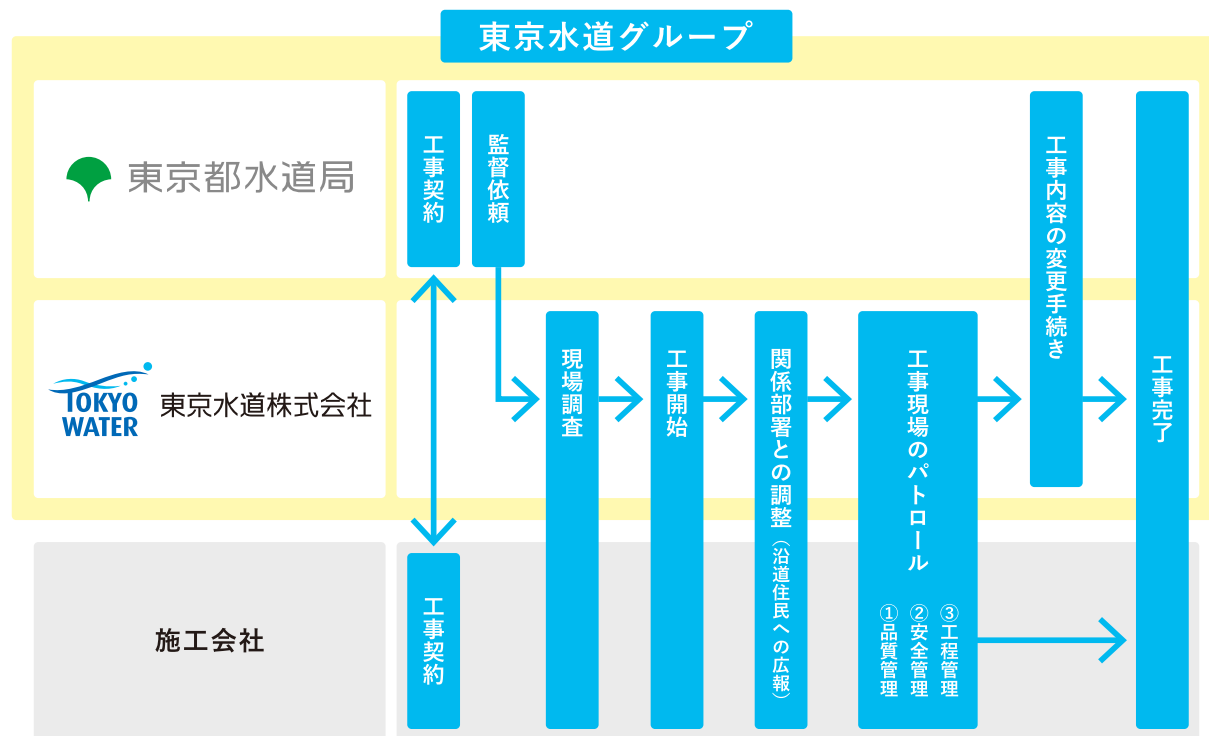 東京水道グループ
東京都水道局
工事契約
監督依頼
工事内容の変更手続き
工事完了
TOKYO
WATER
東京水道株式会社
現場調査
工事開始
関係部署との調整(沿道住民への広報)
工事現場のパトロール
①品質管理
②安全管理
③工程管理
施工会社
工事契約